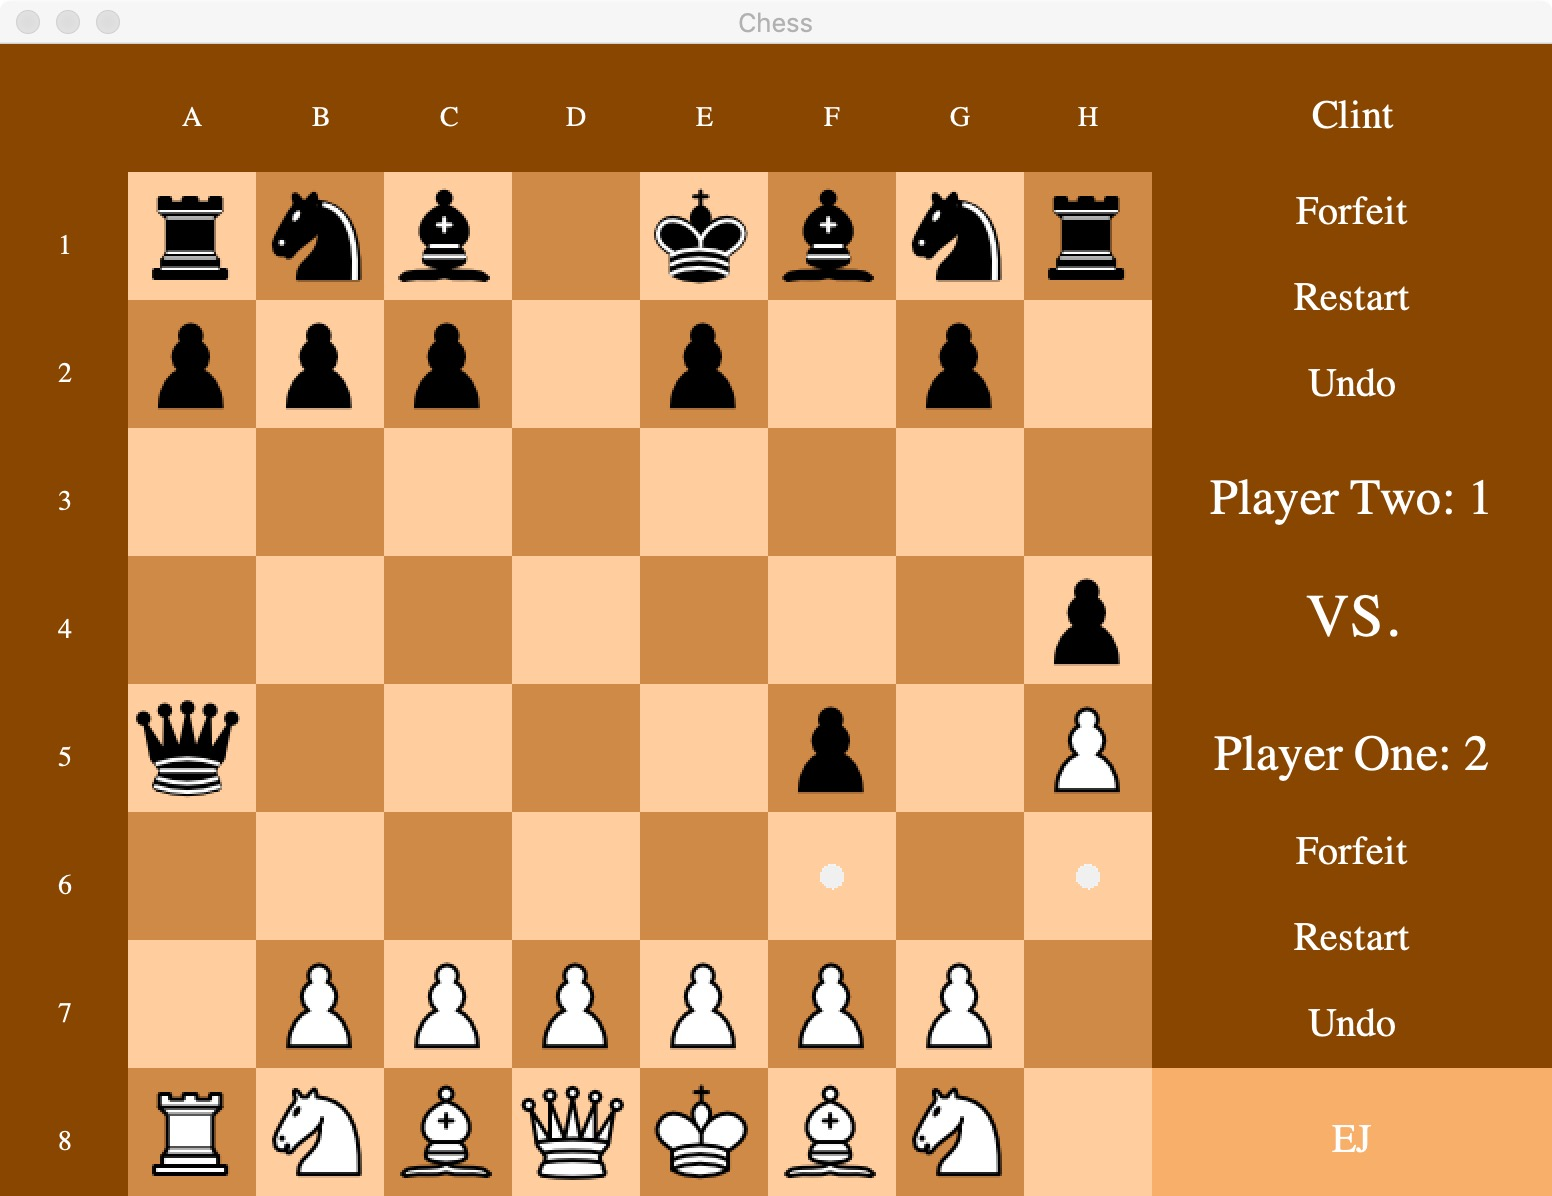 Chess
A B C D E F G H
Clint
1
Forfeit
Restart
2
Undo
3
Player Two: 1
4
VS.
5
Player One: 2
Forfeit
6
Restart
7
Undo
8
EJ